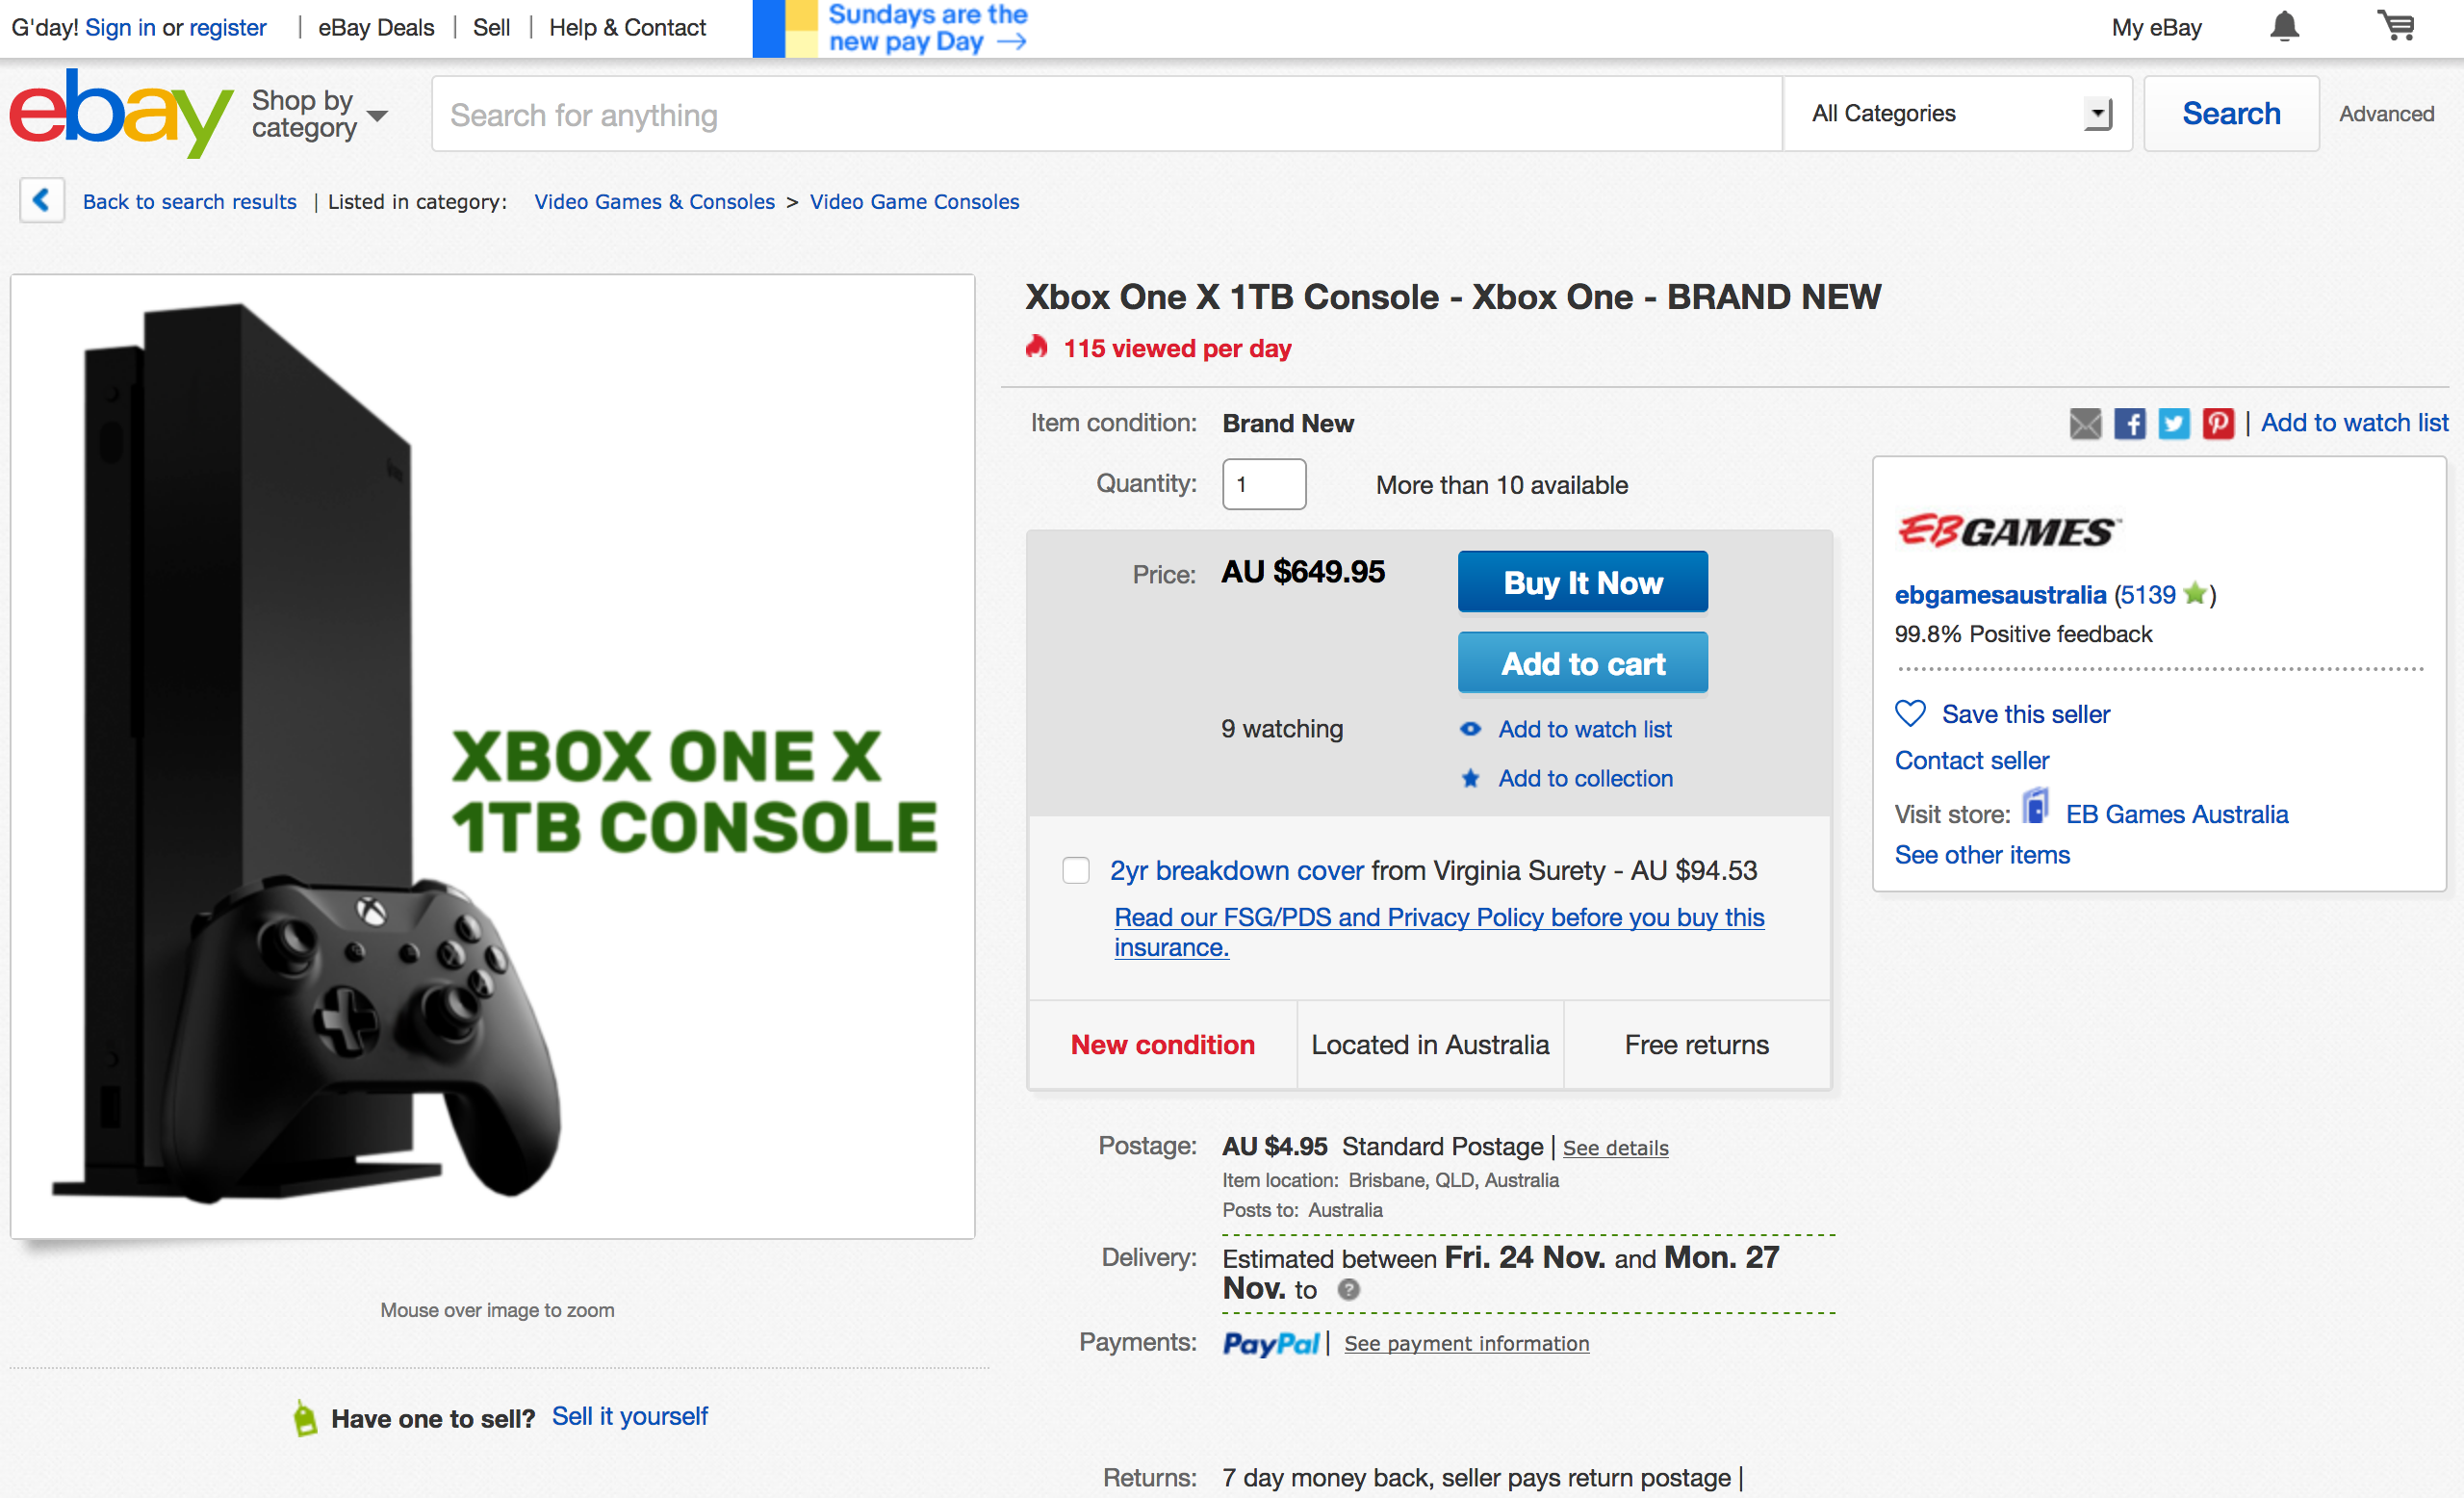 G'day! Sign in or register | eBay Deals | Sell | Help & Contact
Sundays are the
new pay Day →
My eBay
ebay
Shop by
category
Search for anything
All Categories
Search
Advanced
Back to search results | Listed in category: Video Games & Consoles > Video Game Consoles
XBOX ONE X
1TB CONSOLE
Mouse over image to zoom
Have one to sell? Sell it yourself
Xbox One X 1TB Console - Xbox One - BRAND NEW
115 viewed per day
Item condition: Brand New
Quantity: 1 More than 10 available
Price: AU $649.95
Buy It Now
Add to cart
9 watching
Add to watch list
Add to collection
2yr breakdown cover from Virginia Surety - AU $94.53
Read our FSG/PDS and Privacy Policy before you buy this
insurance.
New condition
Located in Australia
Free returns
Postage: AU $4.95 Standard Postage | See details
Item location: Brisbane, QLD, Australia
Posts to: Australia
Delivery: Estimated between Fri. 24 Nov. and Mon. 27
Nov. to ?
Payments: PayPal | See payment information
Returns: 7 day money back, seller pays return postage |
| Add to watch list
EB GAMES™
ebgamesaustralia (5139 ★)
99.8% Positive feedback
Save this seller
Contact seller
Visit store: EB Games Australia
See other items